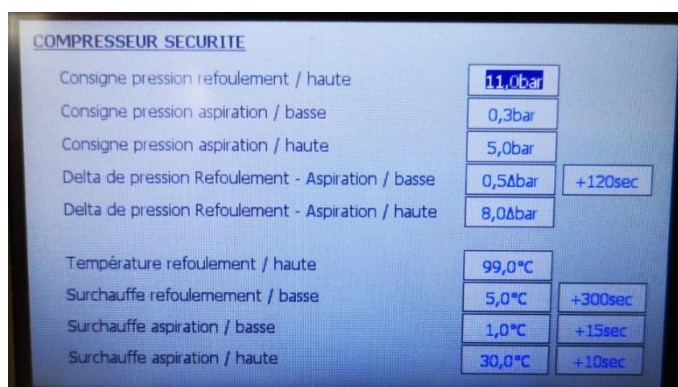 COMPRESSEUR SECURITE
Consigne pression refoulement / haute 11,0bar
Consigne pression aspiration / basse 0,3bar
Consigne pression aspiration / haute 5,0bar
Delta de pression Refoulement - Aspiration / basse 0,5Δbar +120sec
Delta de pression Refoulement - Aspiration / haute 8,0Δbar
Température refoulement / haute 99,0°C
Surchauffe refoulemement / basse 5,0°C +300sec
Surchauffe aspiration / basse 1,0°C +15sec
Surchauffe aspiration / haute 30,0°C +10sec